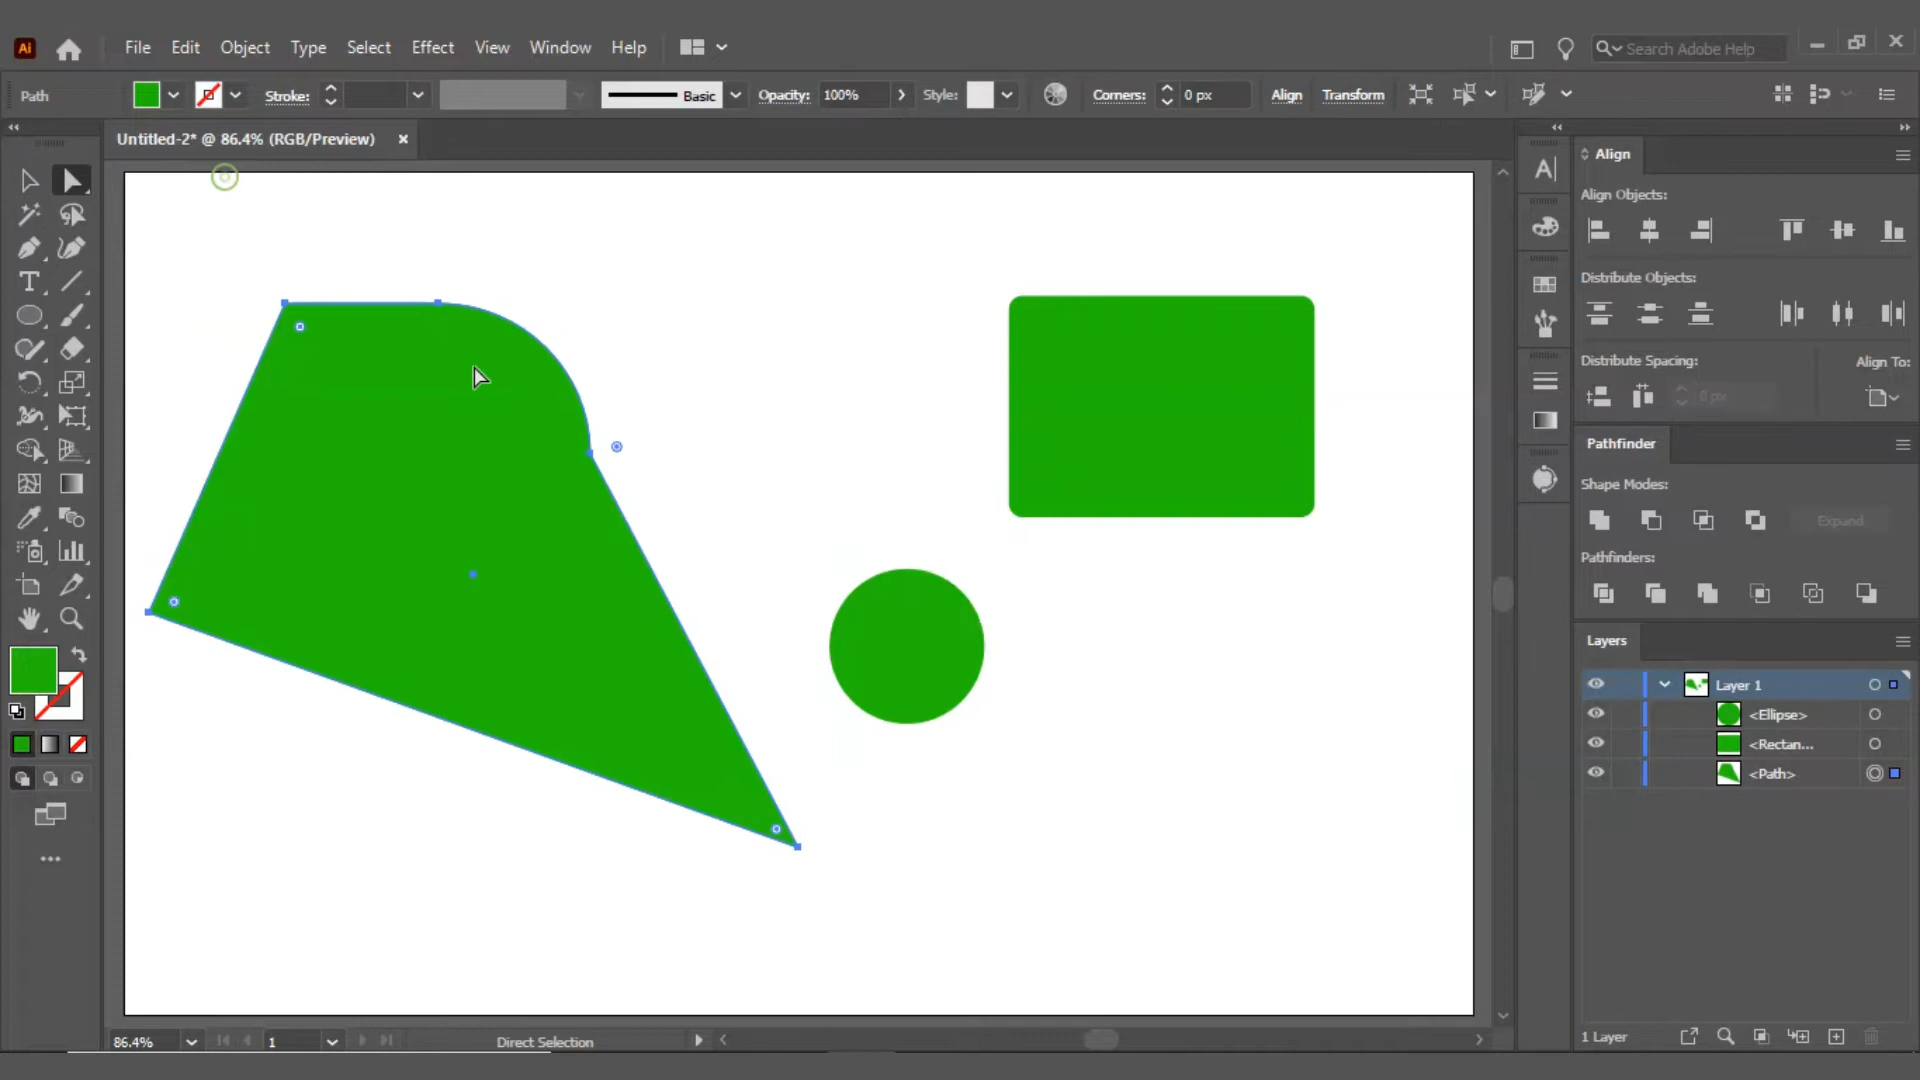 Ai File Edit Object Type Select Effect View Window Help Search Adobe Help
Path Stroke: Basic Opacity: 100% Style: Corners: 0 px Align Transform
Untitled-2* @ 86.4% (RGB/Preview) ×
T
A
Align
Align Objects:
Distribute Objects:
Distribute Spacing:
Align To:
0 px
Pathfinder
Shape Modes:
Expand
Pathfinders:
Layers
Layer 1
<Ellipse>
<Rectan...
<Path>
1 Layer
86.4% 1 Direct Selection